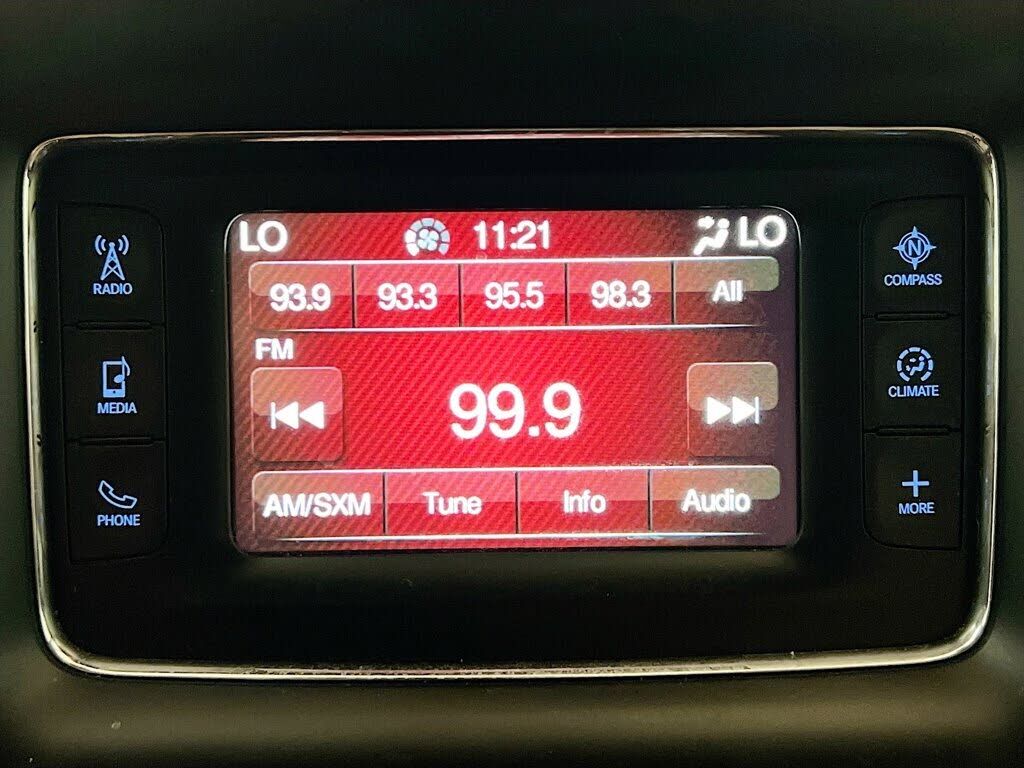 LO 11:21 LO
93.9 93.3 95.5 98.3 All
FM
99.9
AM/SXM Tune Info Audio
RADIO
MEDIA
PHONE
N
COMPASS
CLIMATE
MORE